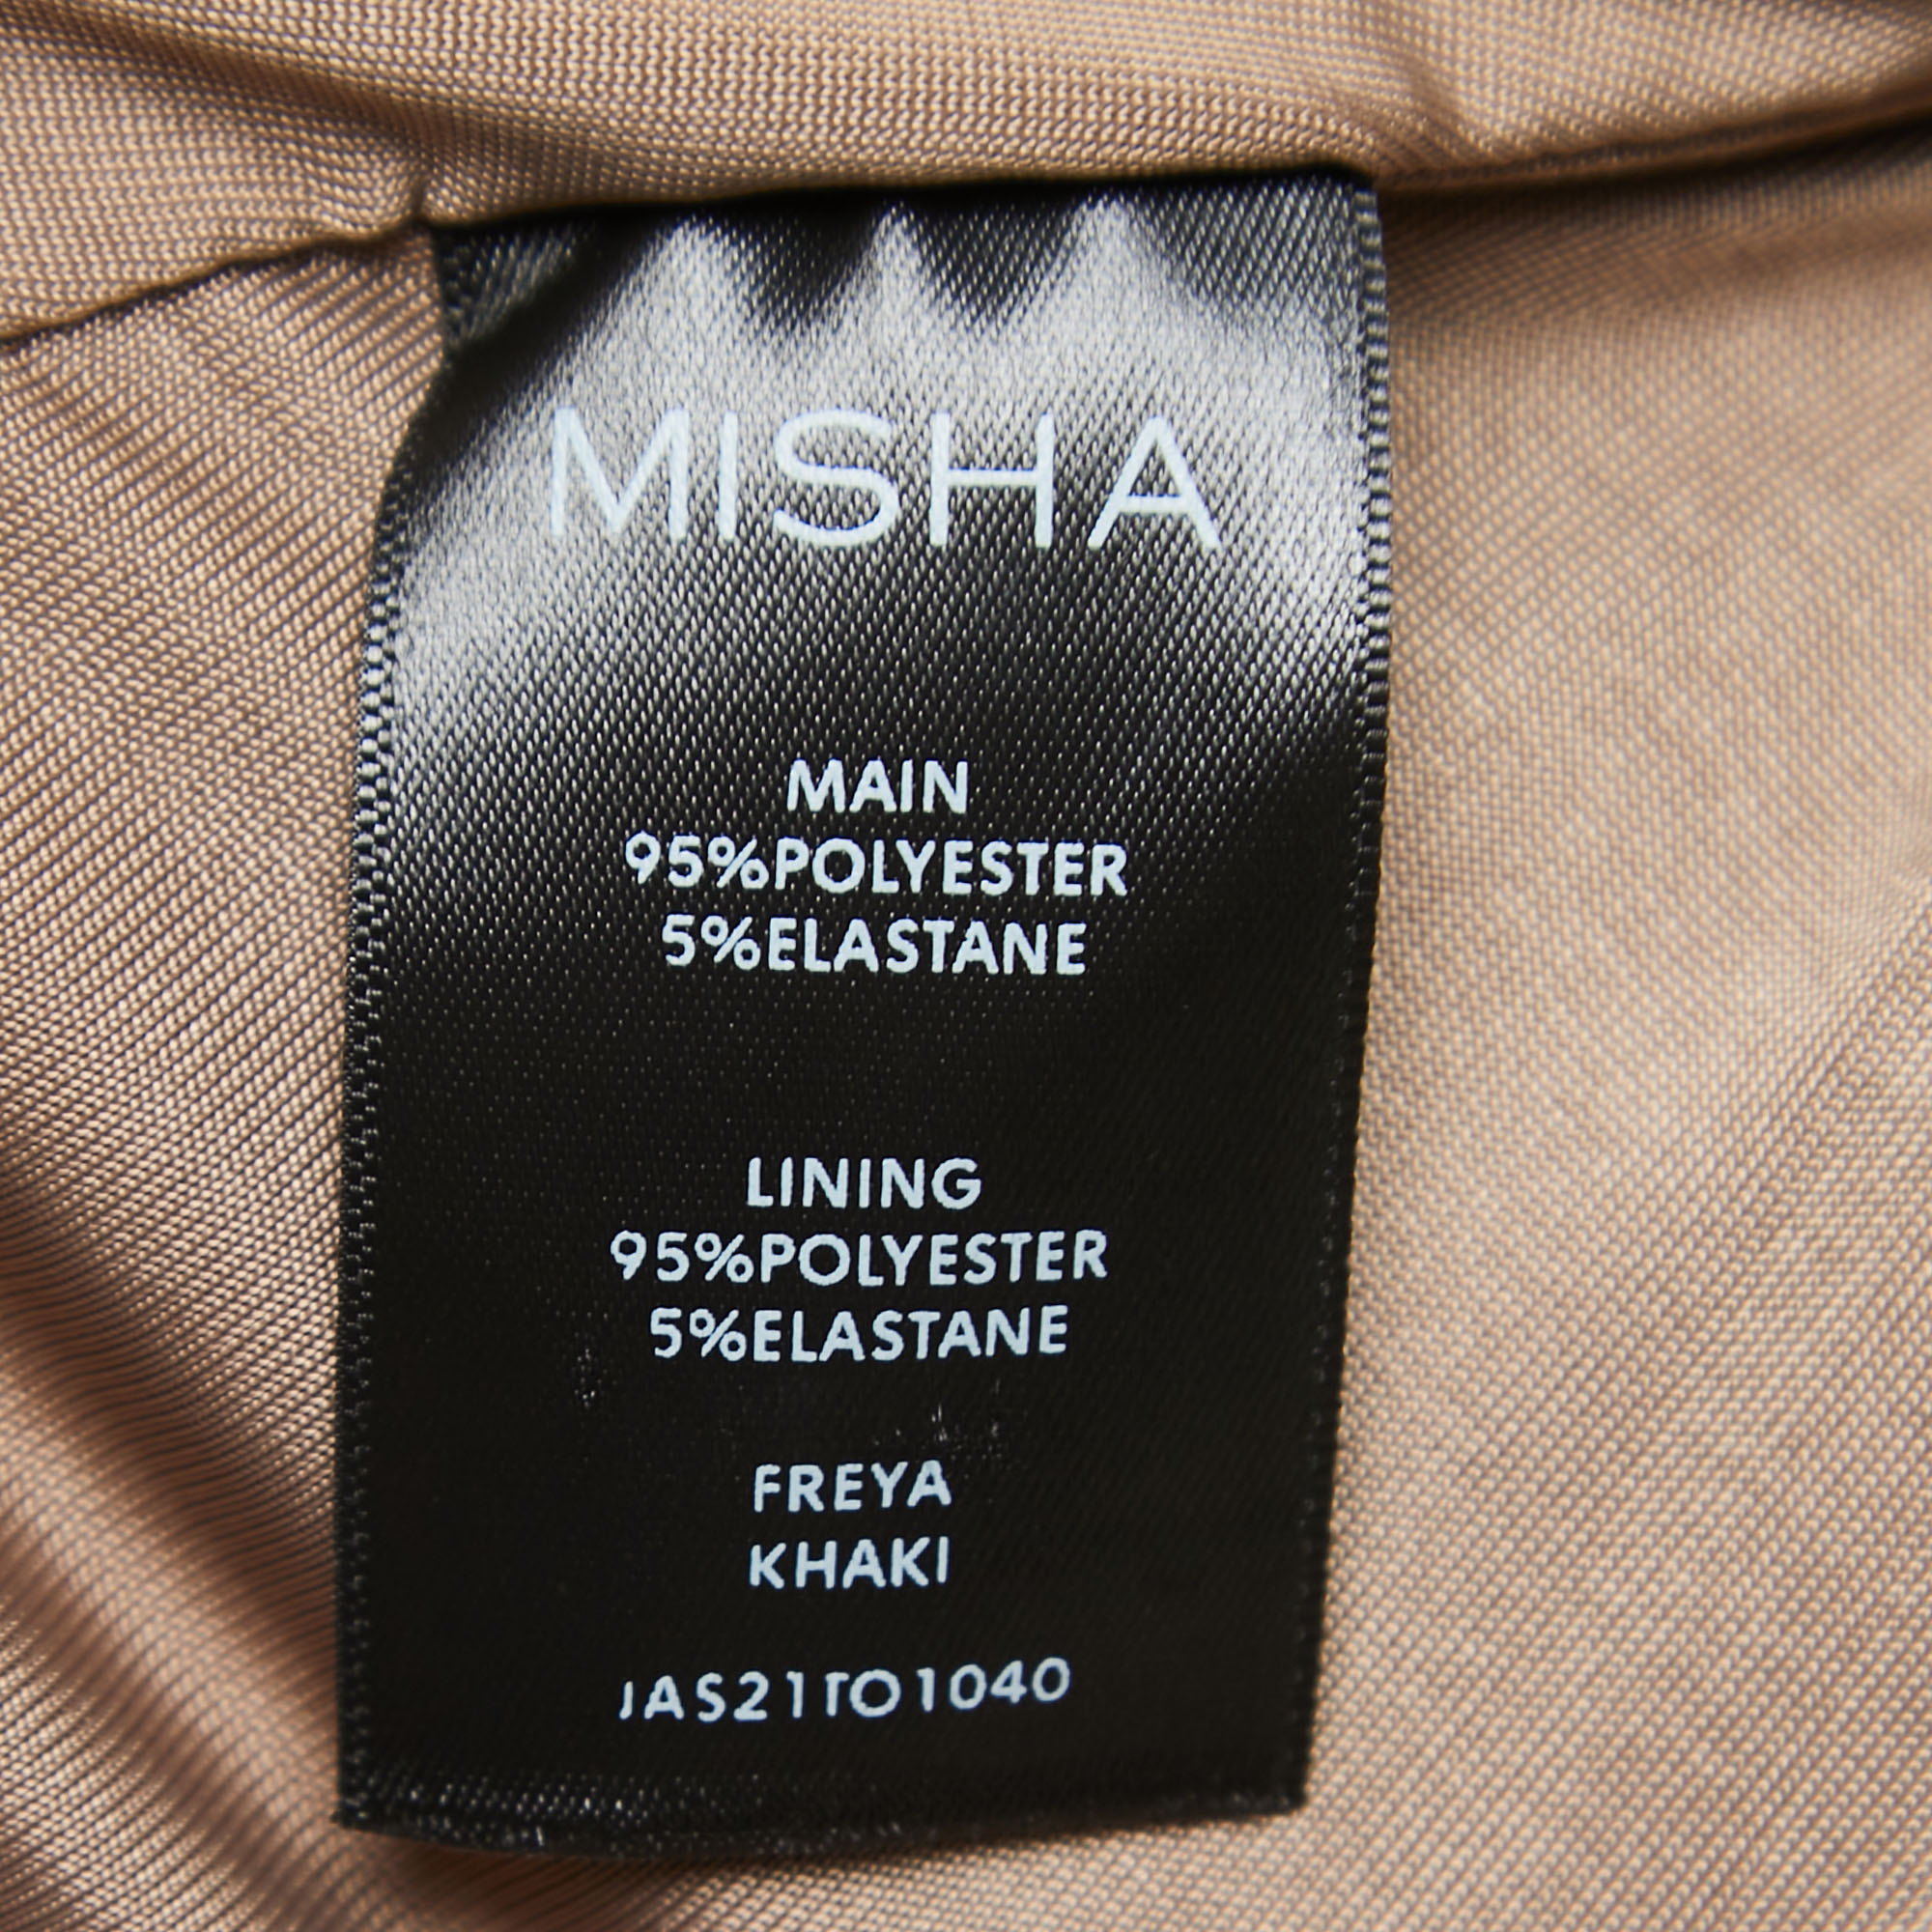 MISHA
MAIN
95%POLYESTER
5%ELASTANE
LINING
95%POLYESTER
5%ELASTANE
FREYA
KHAKI
JAS21TO1040